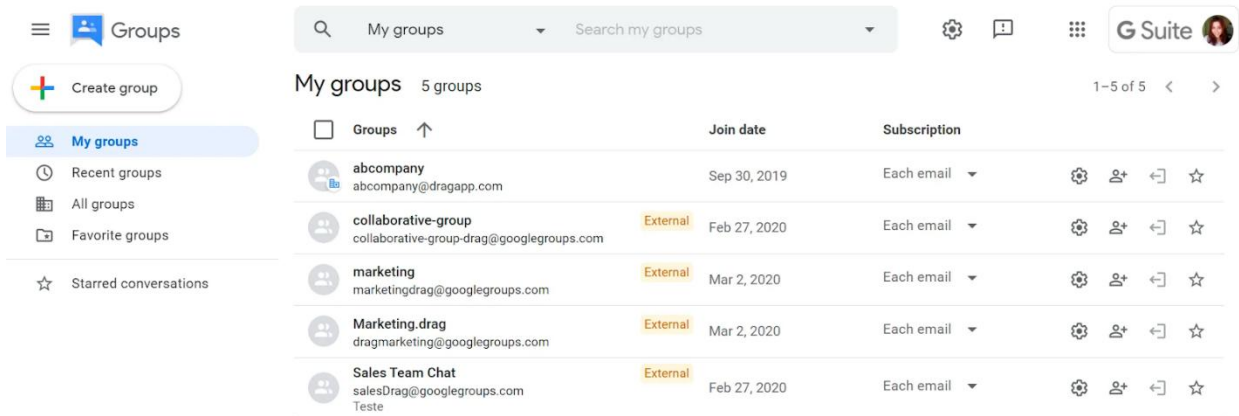 Groups
My groups
Search my groups
G Suite
Create group
My groups 5 groups
1–5 of 5
My groups
Recent groups
All groups
Favorite groups
Starred conversations
Groups Join date Subscription
abcompany
abcompany@dragapp.com
Sep 30, 2019 Each email
collaborative-group
collaborative-group-drag@googlegroups.com
External Feb 27, 2020 Each email
marketing
marketingdrag@googlegroups.com
External Mar 2, 2020 Each email
Marketing.drag
dragmarketing@googlegroups.com
External Mar 2, 2020 Each email
Sales Team Chat
salesDrag@googlegroups.com
Teste
External Feb 27, 2020 Each email